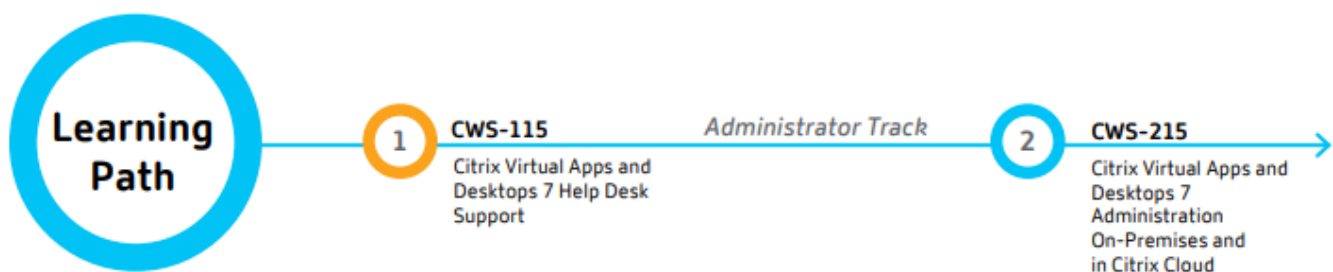 Learning
Path
1
CWS-115
Citrix Virtual Apps and
Desktops 7 Help Desk
Support
Administrator Track
2
CWS-215
Citrix Virtual Apps and
Desktops 7
Administration
On-Premises and
in Citrix Cloud